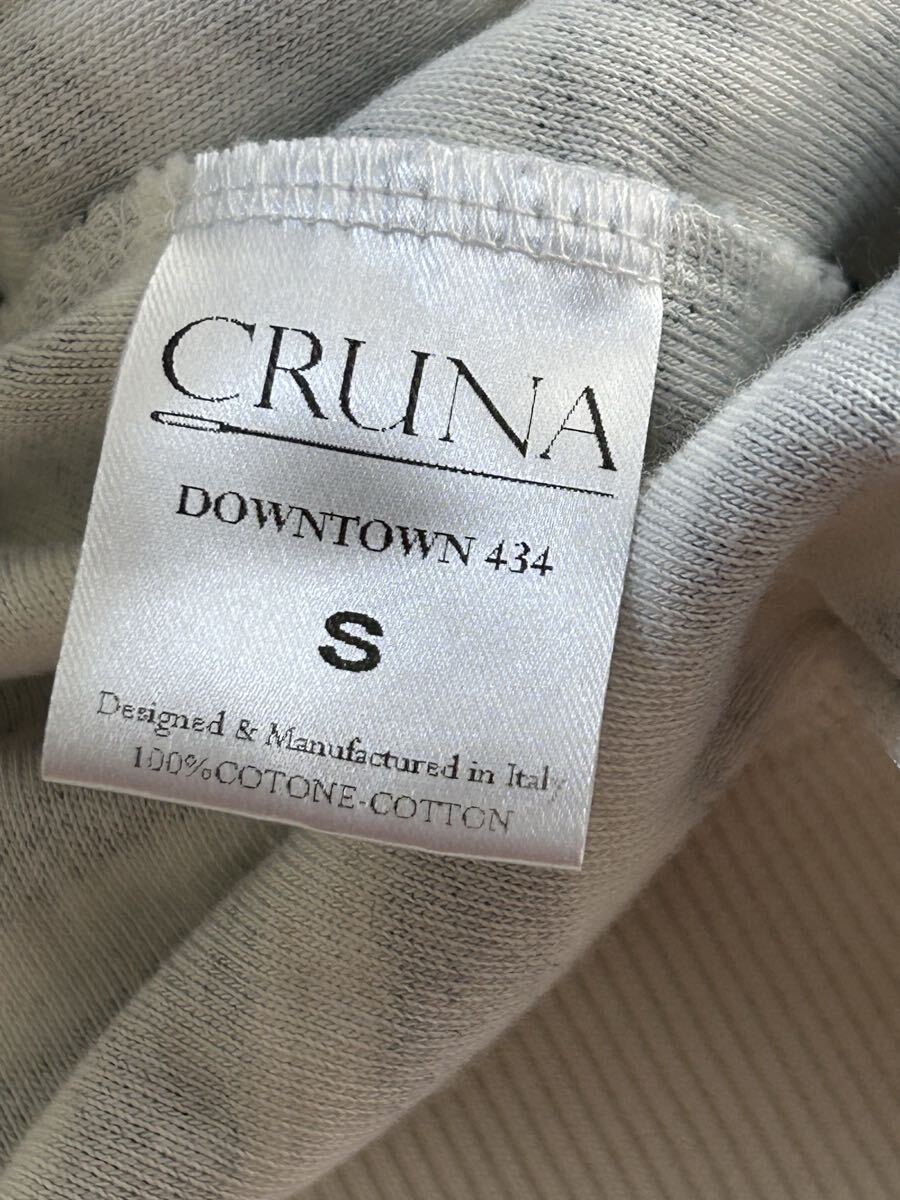 CRUNA
DOWNTOWN 434
S
Designed & Manufactured in Italy
100%COTONE-COTTON